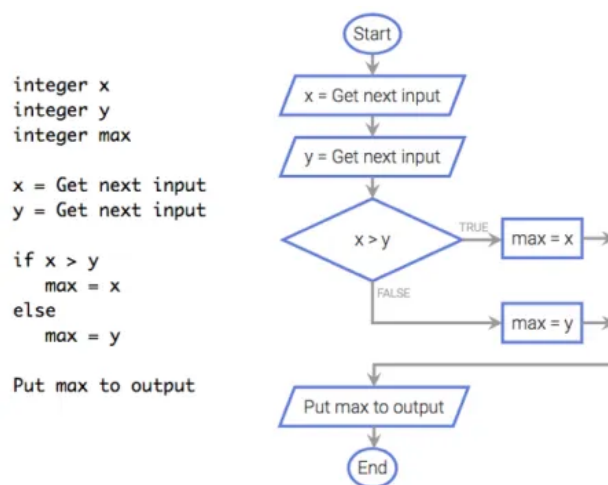 integer x
integer y
integer max
x = Get next input
y = Get next input
if x > y
max = x
else
max = y
Put max to output
Start
x = Get next input
y = Get next input
x > y
TRUE
max = x
FALSE
max = y
Put max to output
End